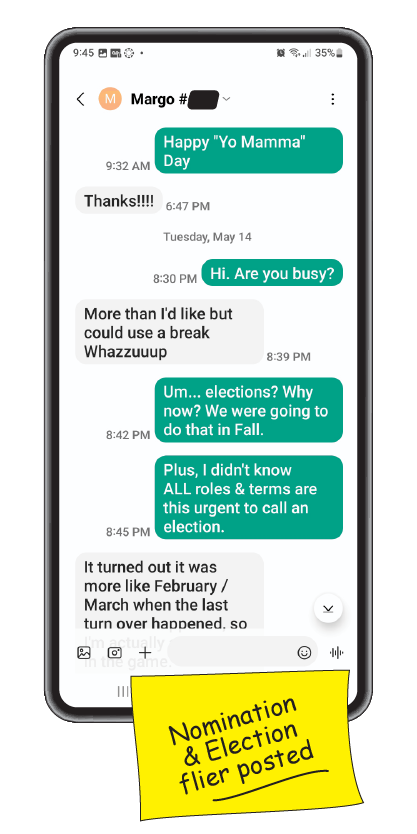 9:45 35%
M Margo #
Happy "Yo Mamma"
Day
9:32 AM
Thanks!!!! 6:47 PM
Tuesday, May 14
8:30 PM Hi. Are you busy?
More than I'd like but
could use a break
Whazzuuup
8:39 PM
Um... elections? Why
now? We were going to
do that in Fall.
8:42 PM
Plus, I didn't know
ALL roles & terms are
this urgent to call an
election.
8:45 PM
It turned out it was
more like February /
March when the last
turn over happened, so
I'm actually
in the game.
Nomination
& Election
flier posted